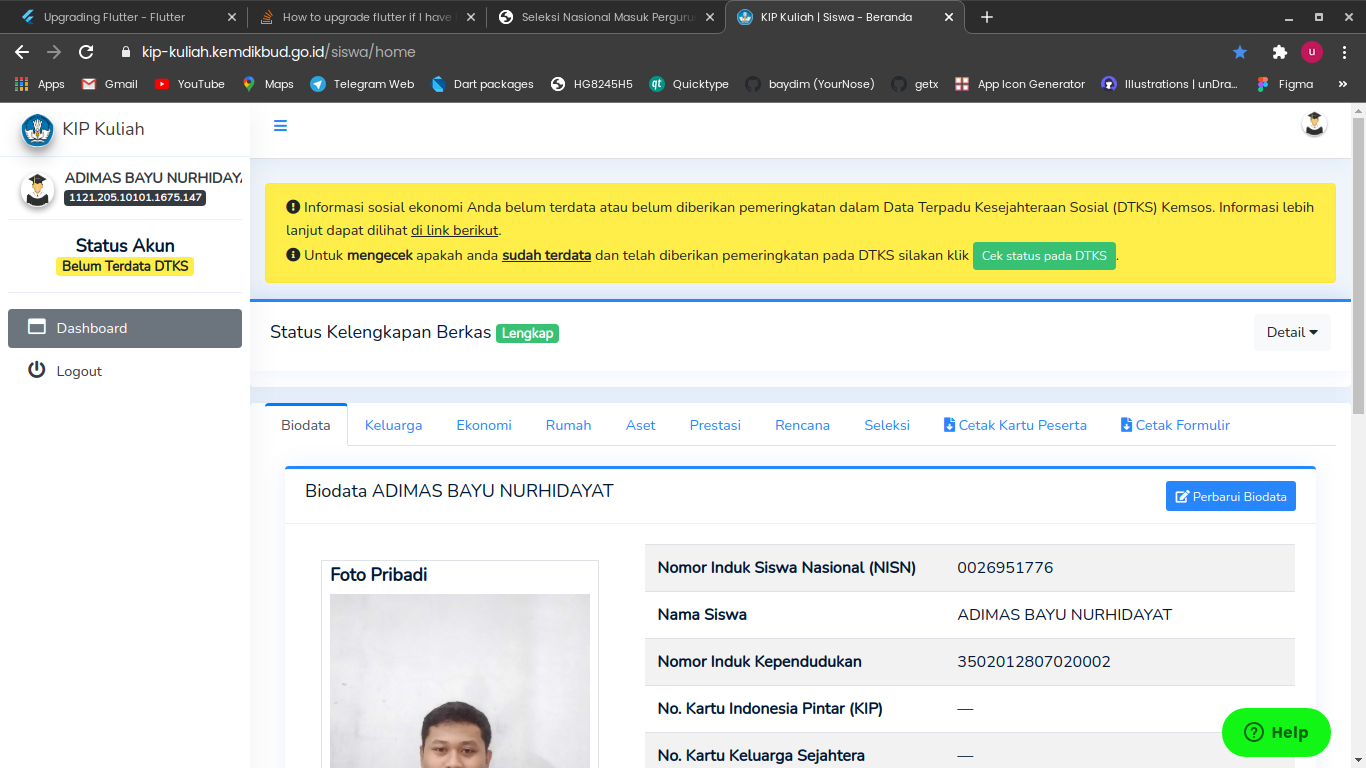 Upgrading Flutter - Flutter
How to upgrade flutter if I have
Seleksi Nasional Masuk Perguru
KIP Kuliah | Siswa - Beranda
kip-kuliah.kemdikbud.go.id/siswa/home
u
Apps
Gmail
YouTube
Maps
Telegram Web
Dart packages
HG8245H5
qt
Quicktype
baydim (YourNose)
getx
App Icon Generator
Illustrations | unDra...
Figma
»
KIP Kuliah
ADIMAS BAYU NURHIDAYA
1121.205.10101.1675.147
Status Akun
Belum Terdata DTKS
Dashboard
Logout
Informasi sosial ekonomi Anda belum terdata atau belum diberikan pemeringkatan dalam Data Terpadu Kesejahteraan Sosial (DTKS) Kemsos. Informasi lebih
lanjut dapat dilihat di link berikut.
Untuk mengecek apakah anda sudah terdata dan telah diberikan pemeringkatan pada DTKS silakan klik Cek status pada DTKS.
Status Kelengkapan Berkas Lengkap
Detail
Biodata
Keluarga
Ekonomi
Rumah
Aset
Prestasi
Rencana
Seleksi
Cetak Kartu Peserta
Cetak Formulir
Biodata ADIMAS BAYU NURHIDAYAT
Perbarui Biodata
Foto Pribadi
Nomor Induk Siswa Nasional (NISN) 0026951776
Nama Siswa ADIMAS BAYU NURHIDAYAT
Nomor Induk Kependudukan 3502012807020002
No. Kartu Indonesia Pintar (KIP) —
No. Kartu Keluarga Sejahtera —
Help